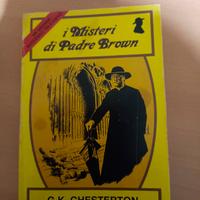 i Misteri
di Padre Brown
G.K. CHESTERTON